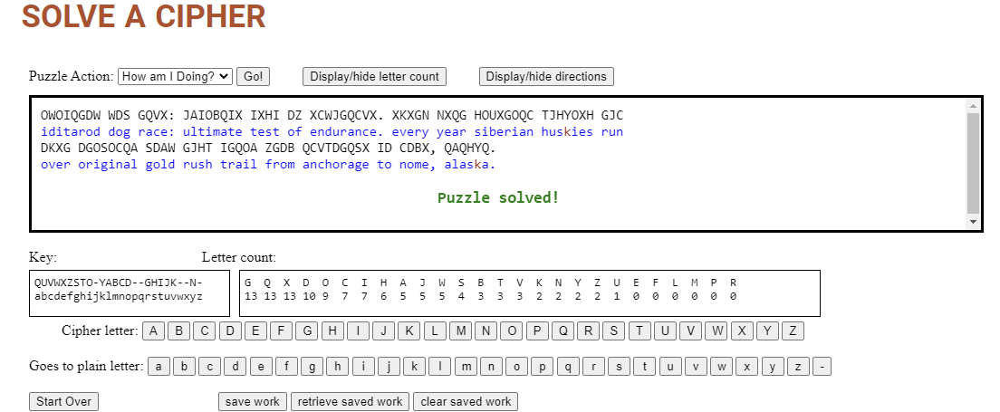 SOLVE A CIPHER
Puzzle Action: How am I Doing? Go! Display/hide letter count Display/hide directions
OWOIQGDW WDS GQVX: JAIOBQIX IXHI DZ XCWJGQCVX. XKXGN NXQG HOUXGOQC TJHYOXH GJC
iditarod dog race: ultimate test of endurance. every year siberian huskies run
DKXG DGOSOCQA SDAW GJHT IGQOA ZGDB QCVTDGQSX ID CDBX, QAQHYQ.
over original gold rush trail from anchorage to nome, alaska.
Puzzle solved!
Key: Letter count:
QUVWXZSTO-YABCD--GHIJK--N-
abcdefghijklmnopqrstuvwxyz
G Q X D O C I H A J W S B T V K N Y Z U E F L M P R
13 13 13 10 9 7 7 6 5 5 5 4 3 3 3 2 2 2 2 1 0 0 0 0 0 0
Cipher letter: A B C D E F G H I J K L M N O P Q R S T U V W X Y Z
Goes to plain letter: a b c d e f g h i j k l m n o p q r s t u v w x y z -
Start Over save work retrieve saved work clear saved work